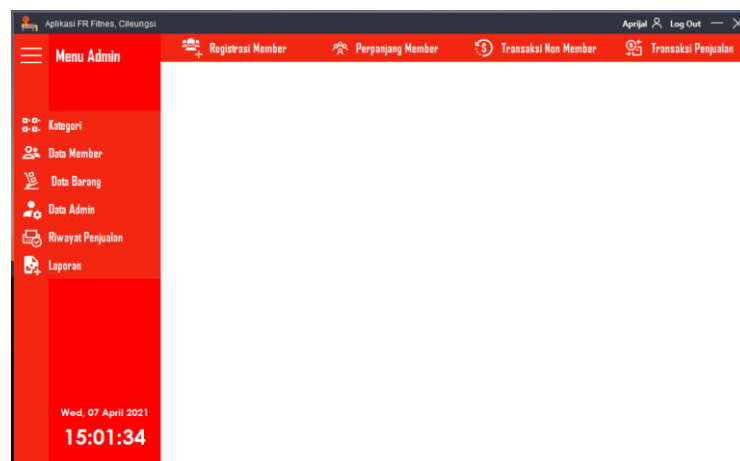 Aplikasi FR Fitnes, Cileungsi
Aprijal Log Out
Menu Admin
Registrasi Member
Perpanjang Member
Transaksi Non Member
Transaksi Penjualan
Kategori
Data Member
Data Barang
Data Admin
Riwayat Penjualan
Laporan
Wed, 07 April 2021
15:01:34